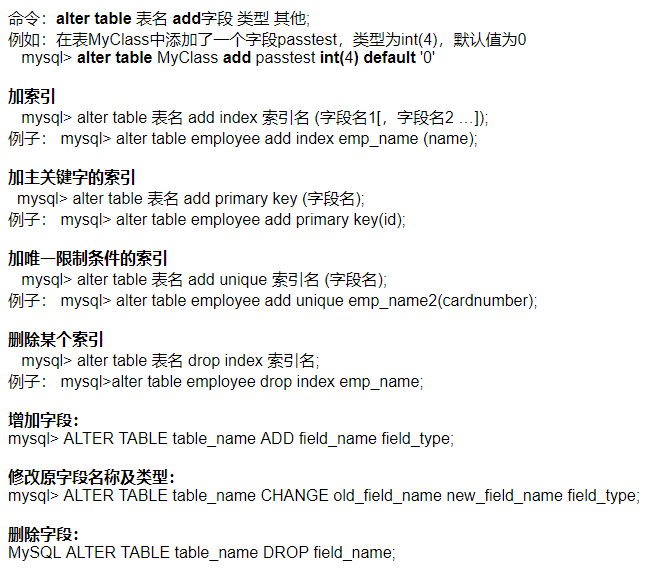 命令：alter table 表名 add字段 类型 其他;
例如：在表MyClass中添加了一个字段passtest，类型为int(4)，默认值为0
mysql> alter table MyClass add passtest int(4) default '0'
加索引
mysql> alter table 表名 add index 索引名 (字段名1[，字段名2 …]);
例子： mysql> alter table employee add index emp_name (name);
加主关键字的索引
mysql> alter table 表名 add primary key (字段名);
例子： mysql> alter table employee add primary key(id);
加唯一限制条件的索引
mysql> alter table 表名 add unique 索引名 (字段名);
例子： mysql> alter table employee add unique emp_name2(cardnumber);
删除某个索引
mysql> alter table 表名 drop index 索引名;
例子： mysql>alter table employee drop index emp_name;
增加字段：
mysql> ALTER TABLE table_name ADD field_name field_type;
修改原字段名称及类型：
mysql> ALTER TABLE table_name CHANGE old_field_name new_field_name field_type;
删除字段：
MySQL ALTER TABLE table_name DROP field_name;